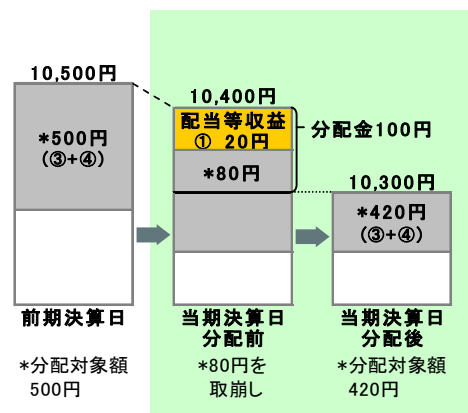 10,500円
*500円
(③+④)
前期決算日
*分配対象額
500円
10,400円
配当等収益
① 20円
*80円
分配金100円
当期決算日
分配前
*80円を
取崩し
10,300円
*420円
(③+④)
当期決算日
分配後
*分配対象額
420円